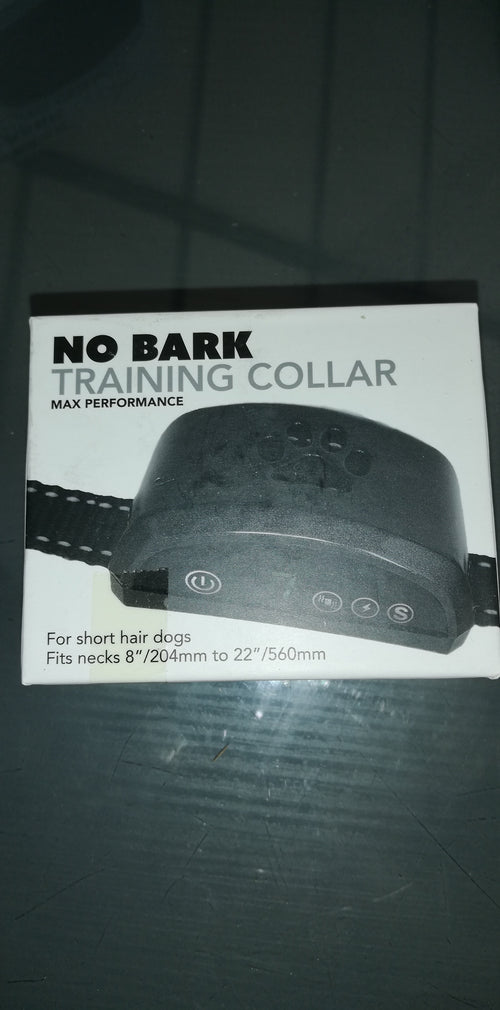 NO BARK
TRAINING COLLAR
MAX PERFORMANCE
S
For short hair dogs
Fits necks 8”/204mm to 22”/560mm